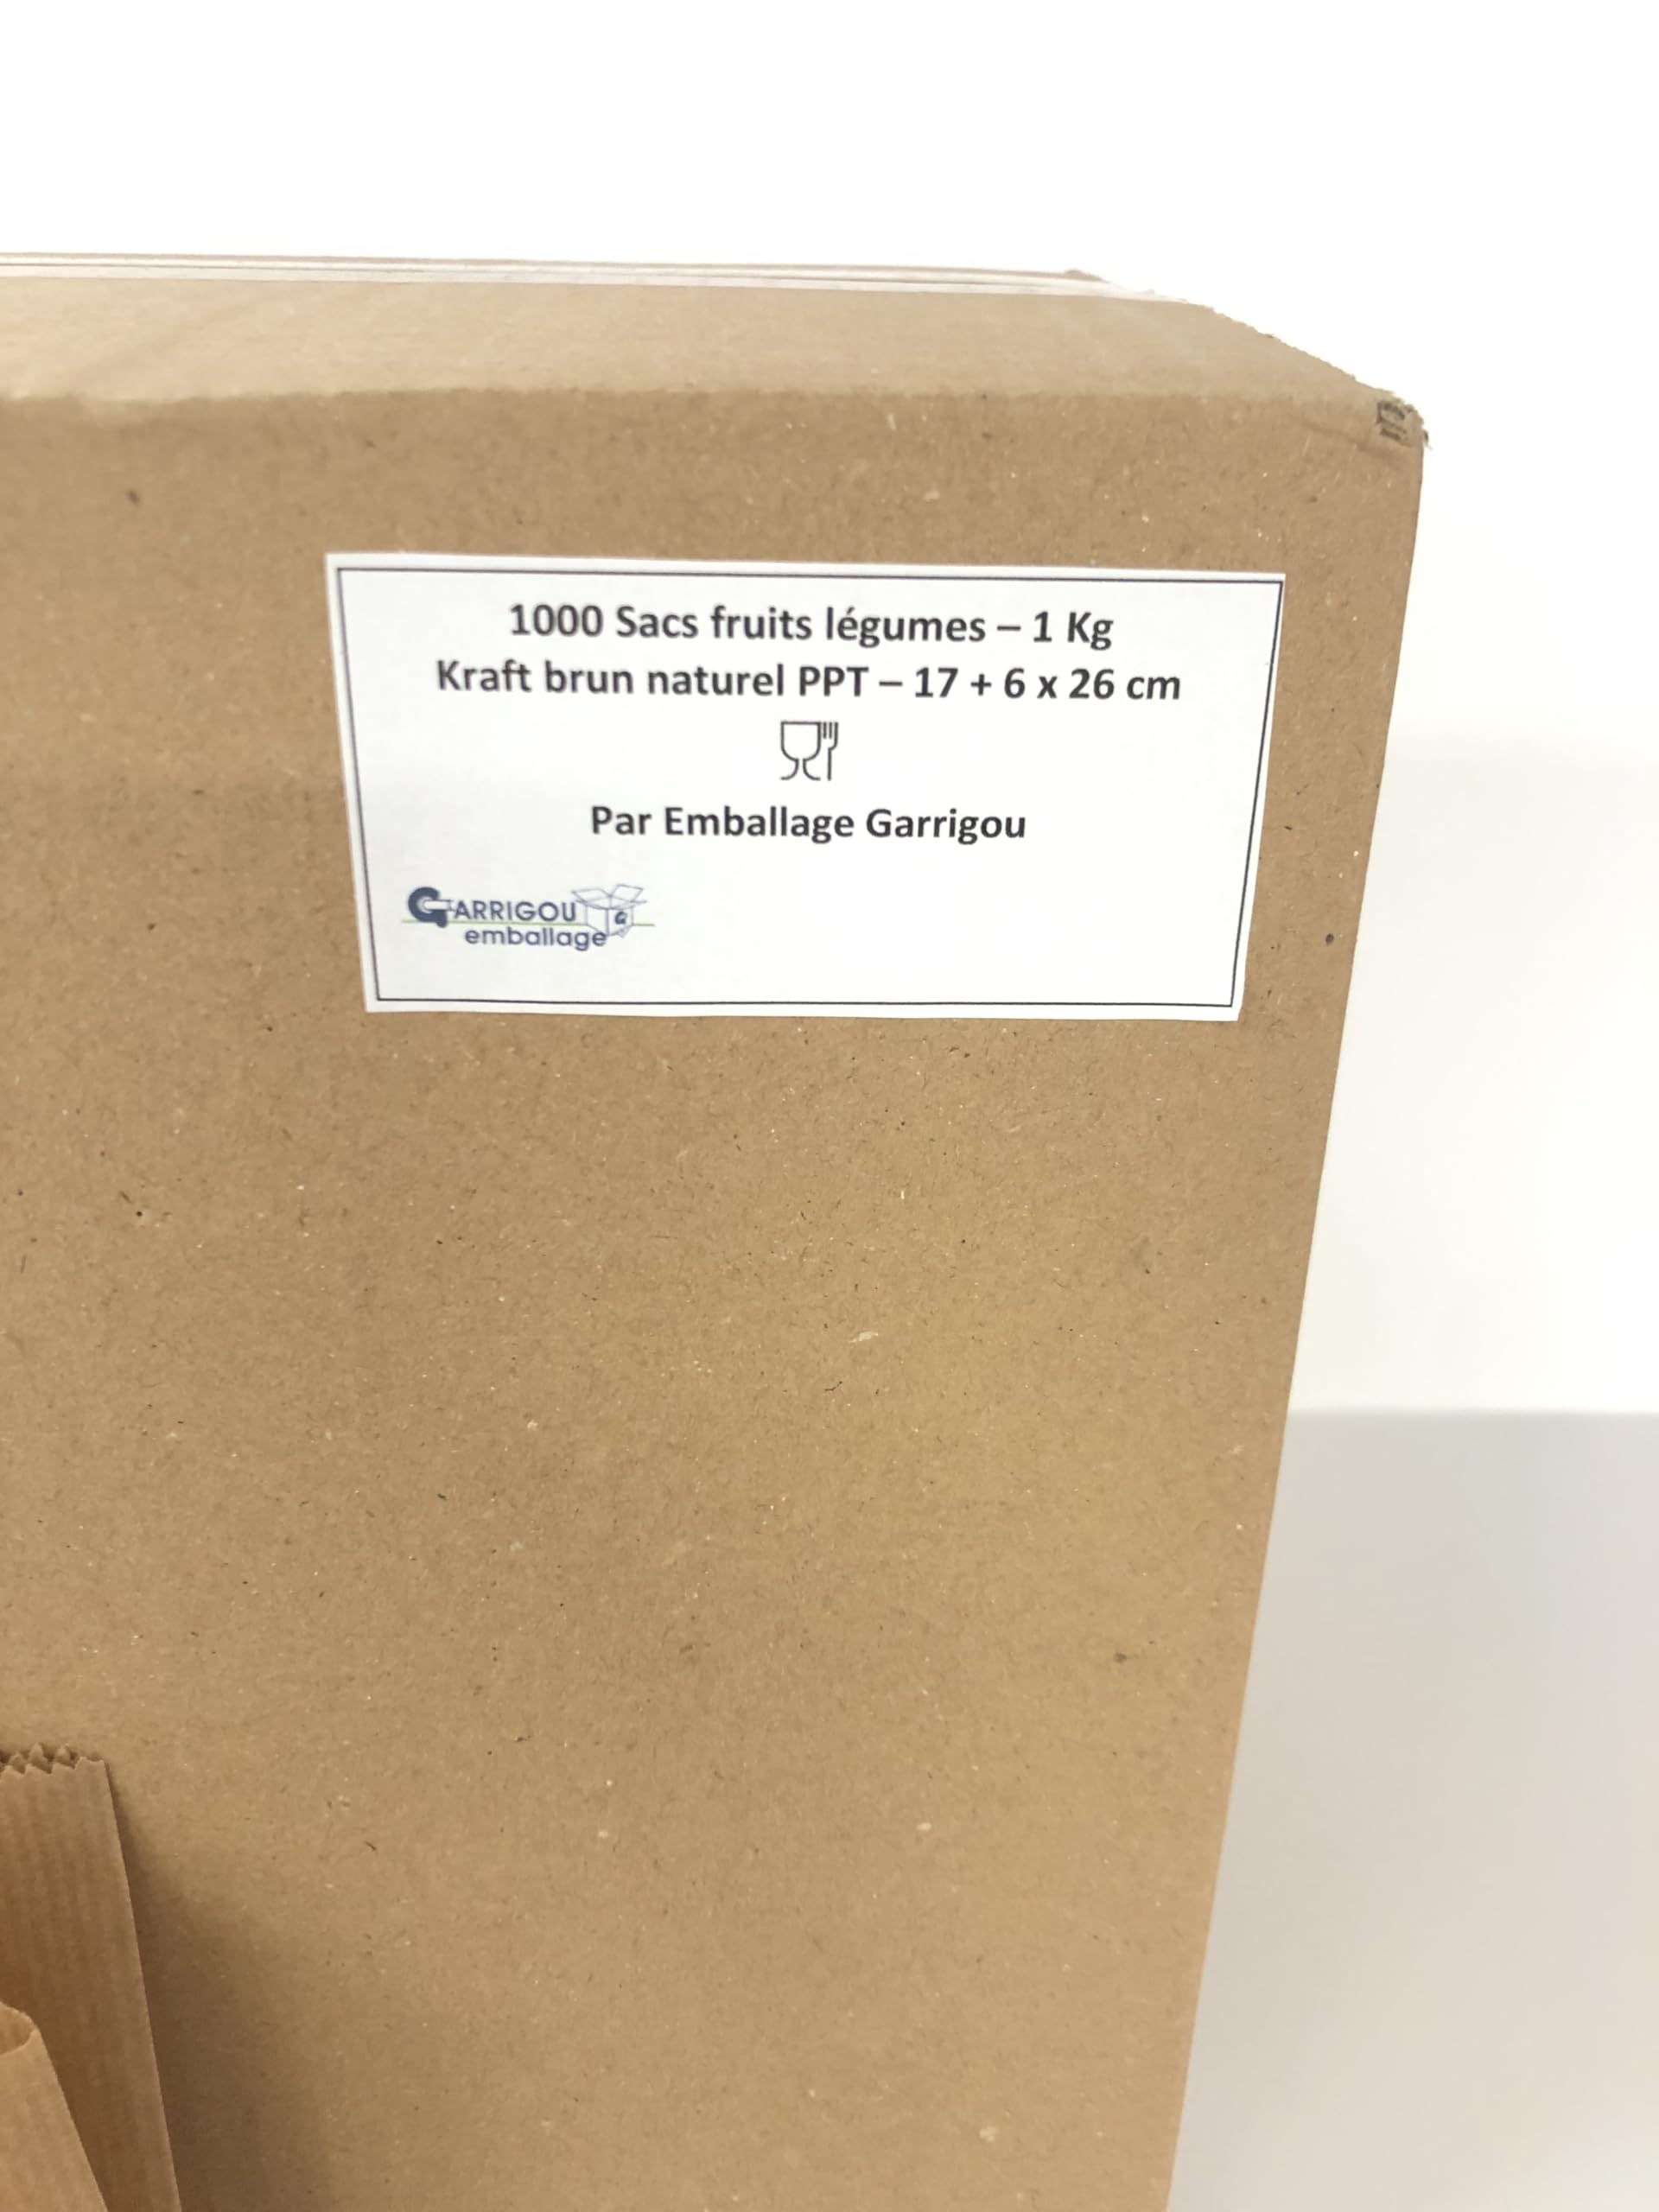 1000 Sacs fruits légumes – 1 Kg
Kraft brun naturel PPT – 17 + 6 x 26 cm
Par Emballage Garrigou
GARRIGOU
emballage
G